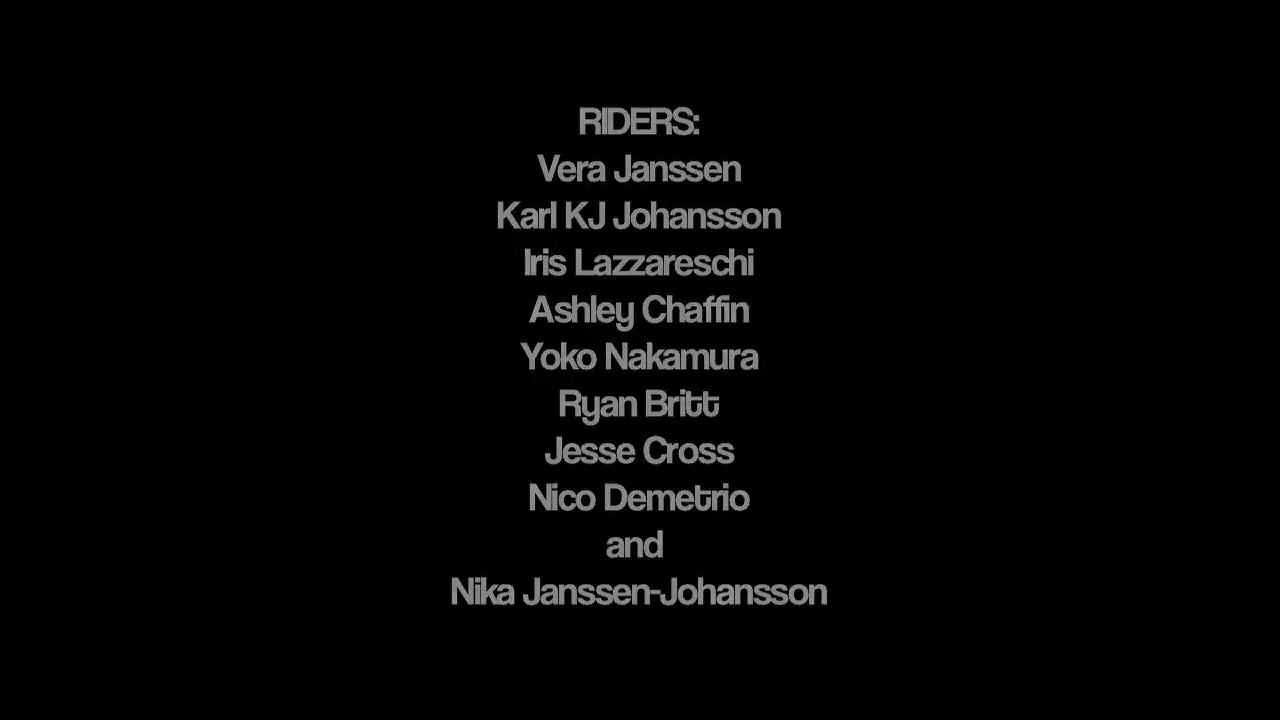 RIDERS:
Vera Janssen
Karl KJ Johansson
Iris Lazzareschi
Ashley Chaffin
Yoko Nakamura
Ryan Britt
Jesse Cross
Nico Demetrio
and
Nika Janssen-Johansson